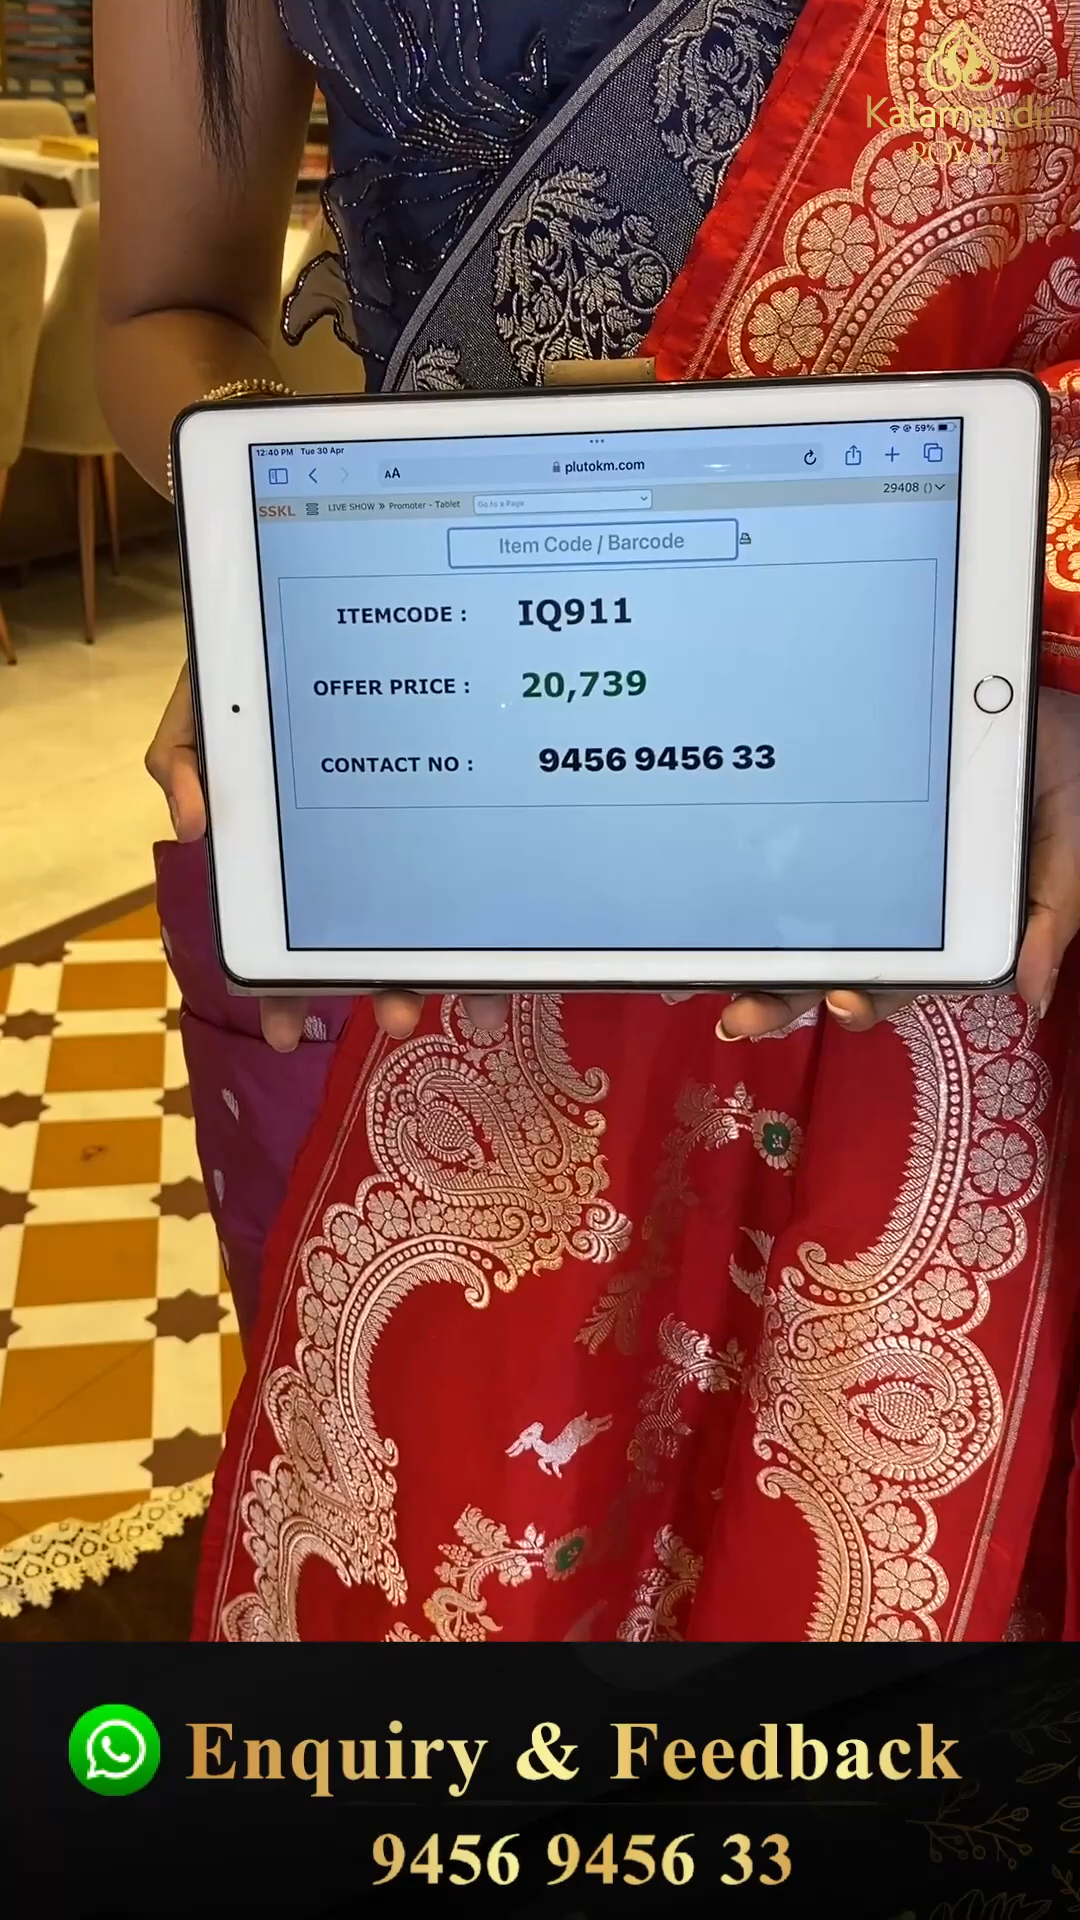 Kalamandir
ROYALE
12:40 PM Tue 30 Apr
59%
AA
plutokm.com
SSKL
LIVE SHOW » Promoter - Tablet
Go to a Page
29408 ()
Item Code / Barcode
ITEMCODE : IQ911
OFFER PRICE : 20,739
CONTACT NO : 9456 9456 33
Enquiry & Feedback
9456 9456 33